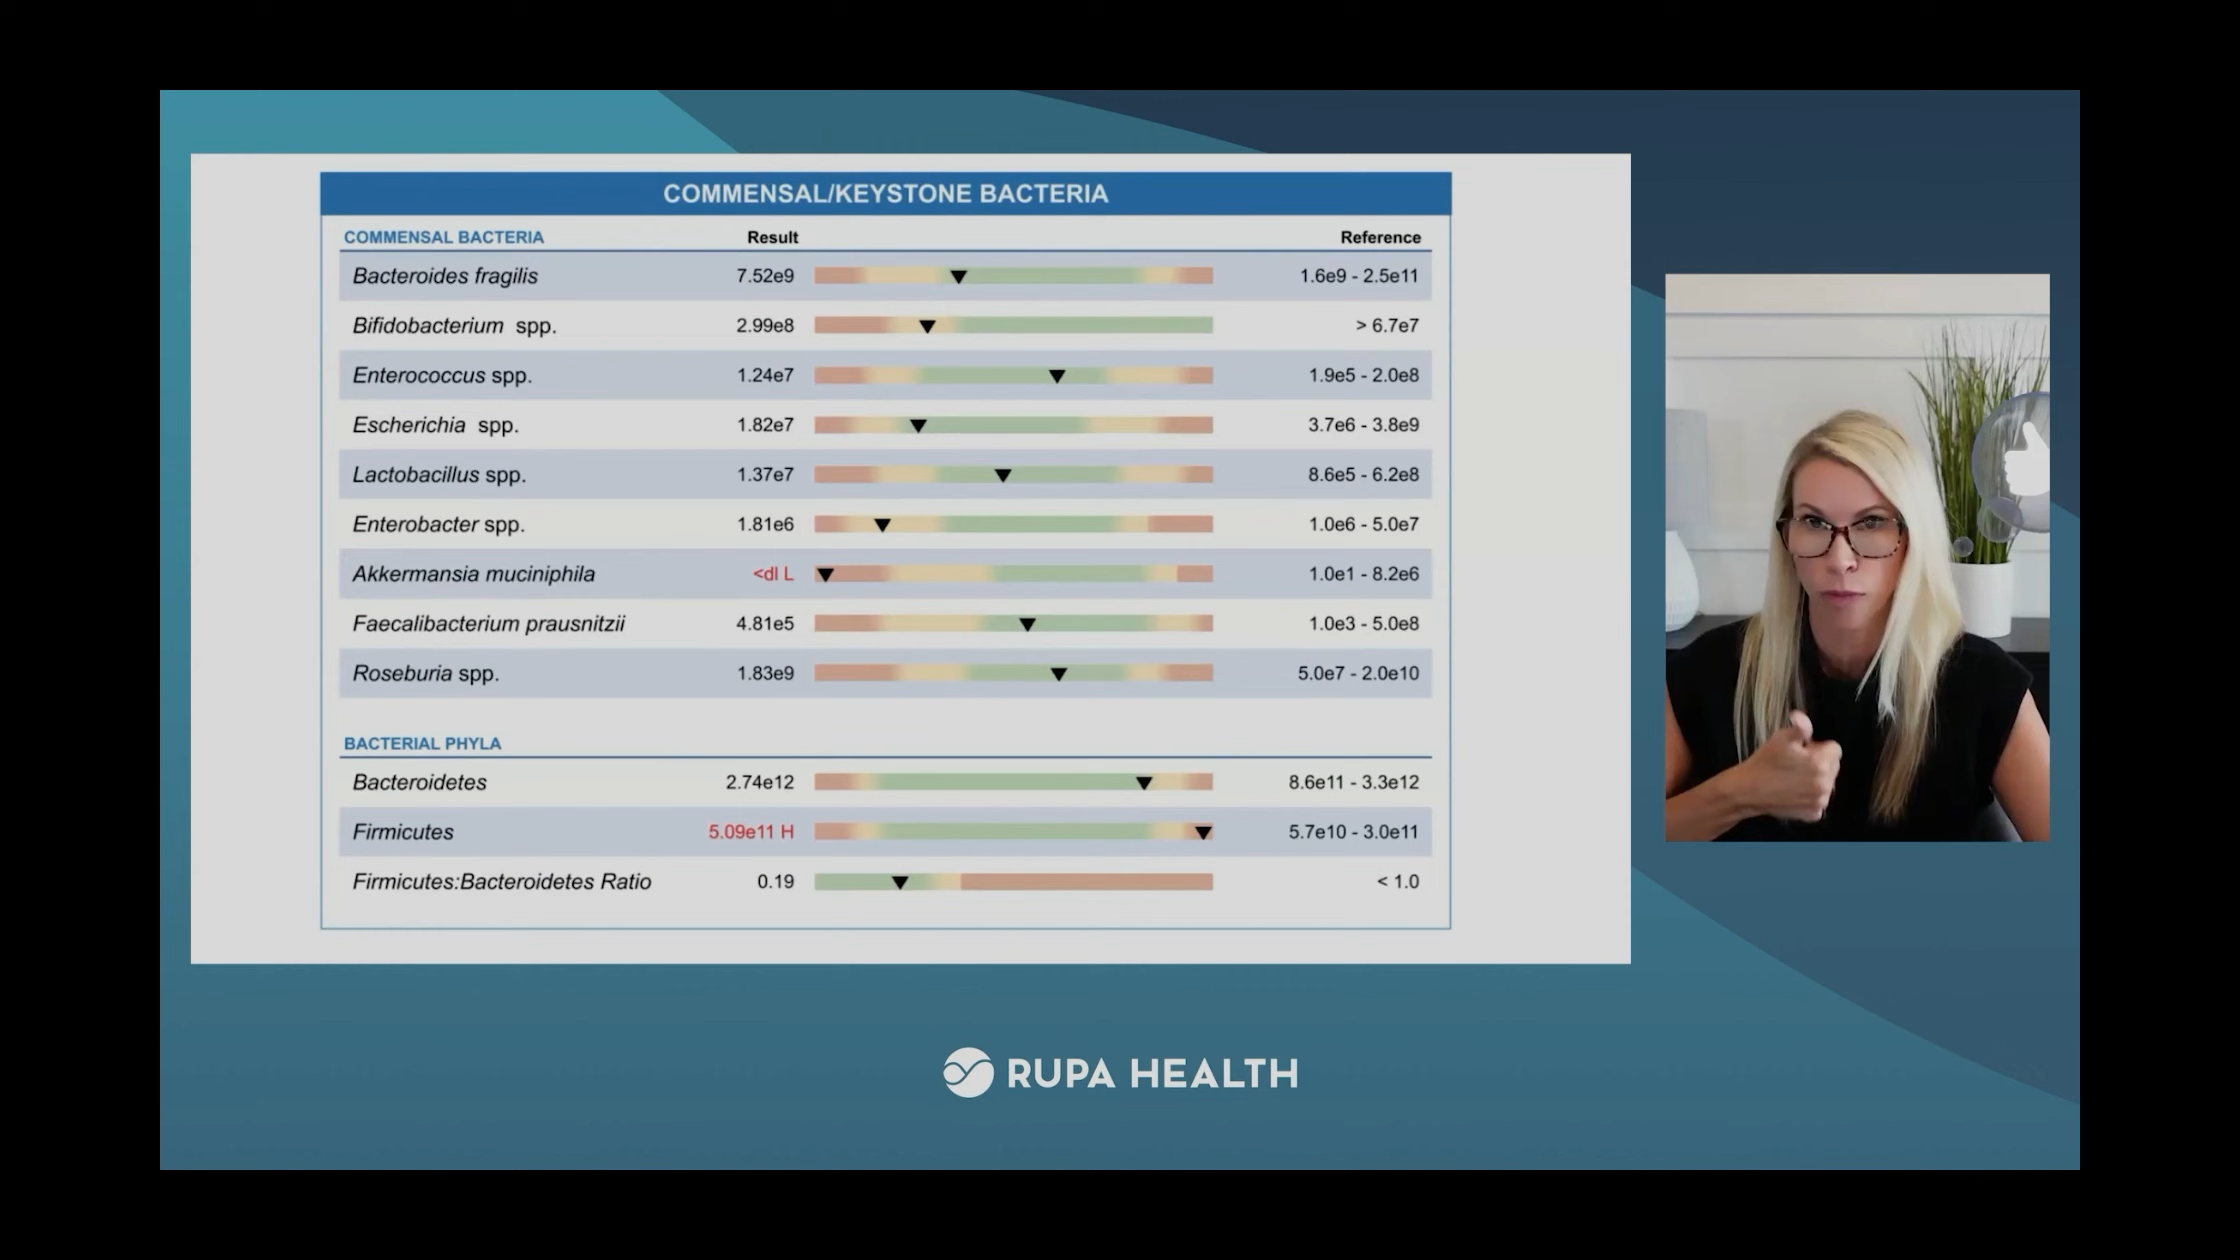 COMMENSAL/KEYSTONE BACTERIA
COMMENSAL BACTERIA Result Reference
Bacteroides fragilis 7.52e9 1.6e9 - 2.5e11
Bifidobacterium spp. 2.99e8 > 6.7e7
Enterococcus spp. 1.24e7 1.9e5 - 2.0e8
Escherichia spp. 1.82e7 3.7e6 - 3.8e9
Lactobacillus spp. 1.37e7 8.6e5 - 6.2e8
Enterobacter spp. 1.81e6 1.0e6 - 5.0e7
Akkermansia muciniphila <dl L 1.0e1 - 8.2e6
Faecalibacterium prausnitzii 4.81e5 1.0e3 - 5.0e8
Roseburia spp. 1.83e9 5.0e7 - 2.0e10
BACTERIAL PHYLA
Bacteroidetes 2.74e12 8.6e11 - 3.3e12
Firmicutes 5.09e11 H 5.7e10 - 3.0e11
Firmicutes:Bacteroidetes Ratio 0.19 < 1.0
RUPA HEALTH